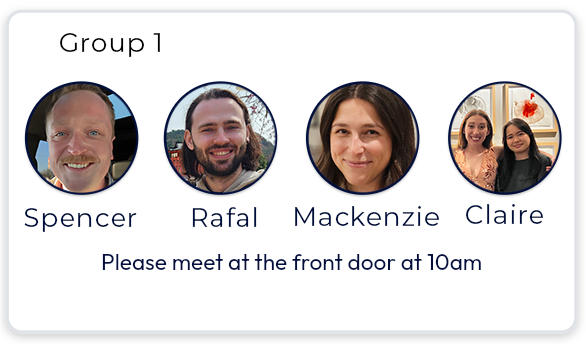 Group 1
Spencer Rafal Mackenzie Claire
Please meet at the front door at 10am